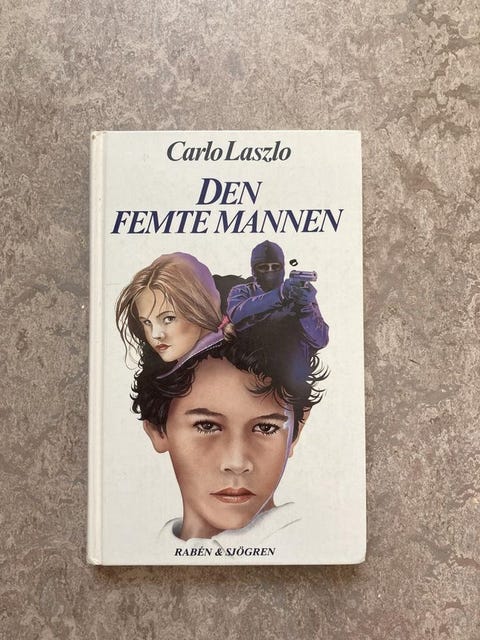 Carlo Laszlo
DEN
FEMTE MANNEN
RABÉN & SJÖGREN